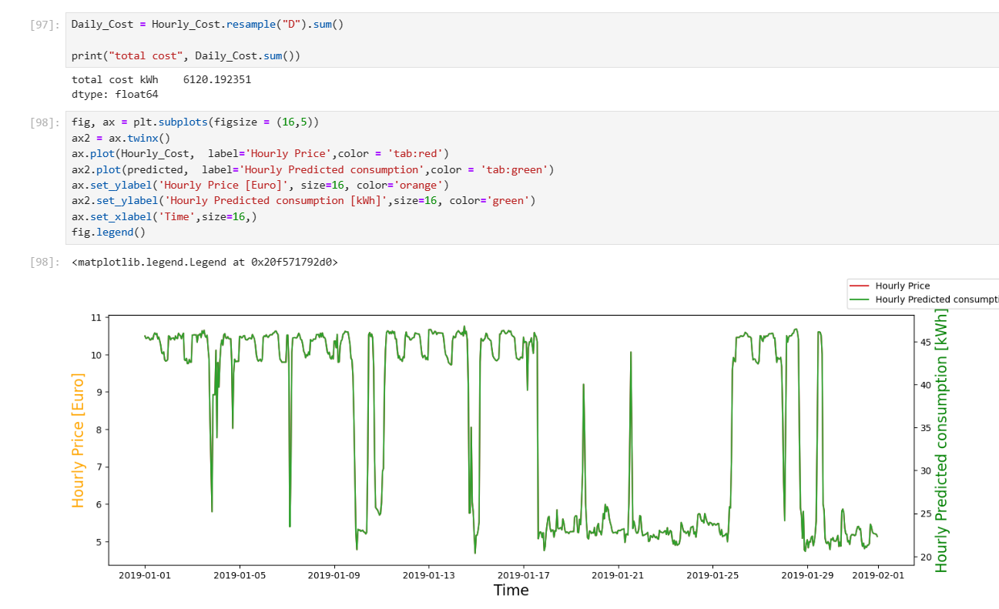 [97]: Daily_Cost = Hourly_Cost.resample("D").sum()
print("total cost", Daily_Cost.sum())
total cost kWh    6120.192351
dtype: float64
[98]: fig, ax = plt.subplots(figsize = (16,5))
ax2 = ax.twinx()
ax.plot(Hourly_Cost,  label='Hourly Price',color = 'tab:red')
ax2.plot(predicted,  label='Hourly Predicted consumption',color = 'tab:green')
ax.set_ylabel('Hourly Price [Euro]', size=16, color='orange')
ax2.set_ylabel('Hourly Predicted consumption [kWh]',size=16, color='green')
ax.set_xlabel('Time',size=16,)
fig.legend()
[98]: <matplotlib.legend.Legend at 0x20f571792d0>
Hourly Price
Hourly Predicted consumpti
Hourly Price [Euro]
11
10
9
8
7
6
5
45
40
35
30
25
20
Hourly Predicted consumption [kWh]
2019-01-01 2019-01-05 2019-01-09 2019-01-13 2019-01-17 2019-01-21 2019-01-25 2019-01-29 2019-02-01
Time